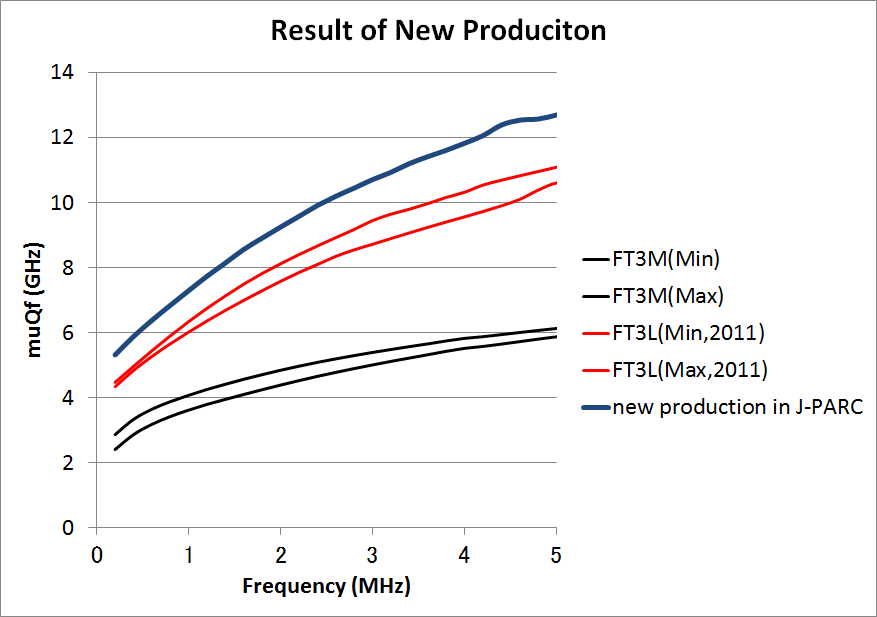 Result of New Produciton
14
12
10
8
6
4
2
0
muQf (GHz)
0 1 2 3 4 5
Frequency (MHz)
FT3M(Min)
FT3M(Max)
FT3L(Min,2011)
FT3L(Max,2011)
new production in J-PARC